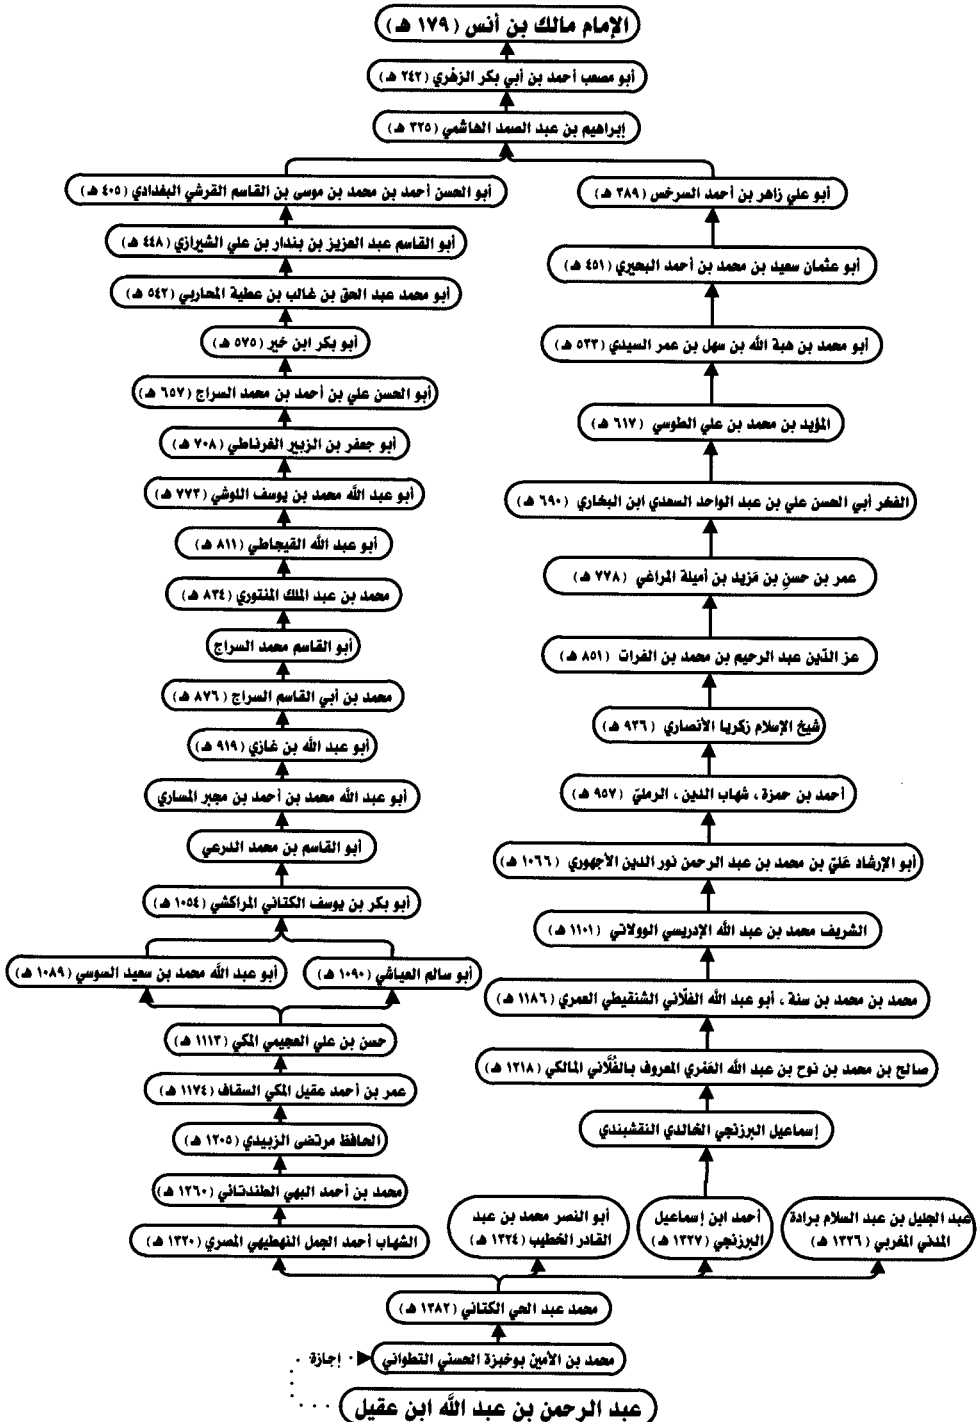 الإمام مالك بن أنس (١٧٩ هـ)
أبو مصعب أحمد بن أبي بكر الزهري (٢٤٢ هـ)
إبراهيم بن عبد الصمد الهاشمي (٣٢٥ هـ)
أبو علي زاهر بن أحمد السرخس (٣٨٩ هـ)
أبو عثمان سعيد بن محمد بن أحمد البحيري (٤٥١ هـ)
أبو محمد بن هبة الله بن سهل بن عمر السيدي (٥٣٣ هـ)
المؤيد بن محمد بن علي الطوسي (٦١٧ هـ)
الفخر أبي الحسن علي بن عبد الواحد السعدي ابن البخاري (٦٩٠ هـ)
عمر بن حسنِ بن مَزيد بن أميلة المراغي (٧٧٨ هـ)
عز الدّين عبد الرحيم بن محمد بن الفرات (٨٥١ هـ)
شيخ الإسلام زكريا الأنصاري (٩٣٦ هـ)
أحمد بن حمزة ، شهاب الدين ، الرمليّ (٩٥٧ هـ)
أبو الإرشاد عَليّ بن محمد بن عبد الرحمن نور الدين الأجهوري (١٠٦٦ هـ)
الشريف محمد بن عبد الله الإدريسي الوولاتي (١١٠١ هـ)
محمد بن محمد بن سنة ، أبو عبد الله الفلّاني الشنقيطي العمري (١١٨٦ هـ)
صالح بن محمد بن نوح بن عبد الله العَمْري المعروف بالفُلَّاني المالكي (١٢١٨ هـ)
إسماعيل البرزنجي الخالدي النقشبندي
أبو الحسن أحمد بن محمد بن موسى بن القاسم القرشي البغدادي (٤٠٥ هـ)
أبو القاسم عبد العزيز بن بندار بن علي الشيرازي (٤٤٨ هـ)
أبو محمد عبد الحق بن غالب بن عطية المحاربي (٥٤٢ هـ)
أبو بكر ابن خير (٥٧٥ هـ)
أبو الحسن علي بن أحمد بن محمد السراج (٦٥٧ هـ)
أبو جعفر بن الزبير الغرناطي (٧٠٨ هـ)
أبو عبد الله محمد بن يوسف اللوشي (٧٧٣ هـ)
أبو عبد الله القيجاطي (٨١١ هـ)
محمد بن عبد الملك المنتوري (٨٣٤ هـ)
أبو القاسم محمد السراج
محمد بن أبي القاسم السراج (٨٧٦ هـ)
أبو عبد الله بن غازي (٩١٩ هـ)
أبو عبد الله محمد بن أحمد بن مجبر المساري
أبو القاسم بن محمد الدرعي
أبو بكر بن يوسف الكتاني المراكشي (١٠٥٤ هـ)
أبو سالم العياشي (١٠٩٠ هـ)
أبو عبد الله محمد بن سعيد السوسي (١٠٨٩ هـ)
حسن بن علي العجيمي المكي (١١١٣ هـ)
عمر بن أحمد عقيل المكي السقاف (١١٧٤ هـ)
الحافظ مرتضى الزبيدي (١٢٠٥ هـ)
محمد بن أحمد البهي الطندتاني (١٢٦٠ هـ)
عبد الجليل بن عبد السلام برادة
المدني المغربي (١٣٢٦ هـ)
أحمد ابن إسماعيل
البرزنجي (١٣٣٧ هـ)
أبو النصر محمد بن عبد
القادر الخطيب (١٣٢٤ هـ)
الشهاب أحمد الجمل النهطيهي المصري (١٣٢٠ هـ)
محمد عبد الحي الكتاني (١٣٨٢ هـ)
محمد بن الأمين بوخبزة الحسني التطواني
إجازة
عبد الرحمن بن عبد الله ابن عقيل